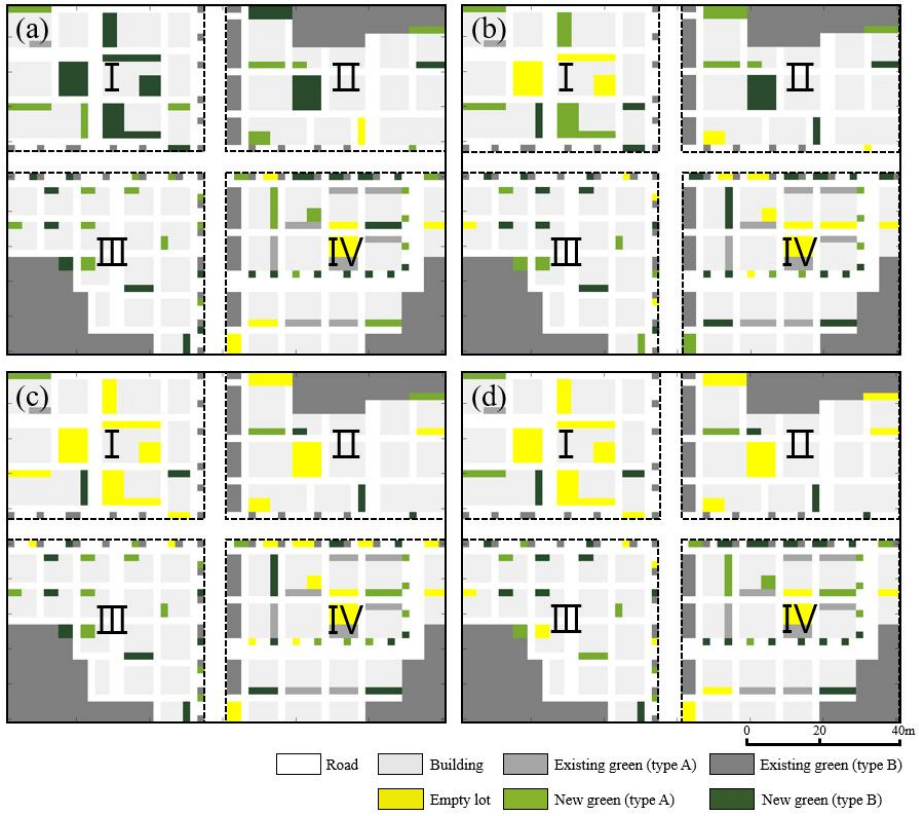 (a)
I
II
III
IV
(b)
I
II
III
IV
(c)
I
II
III
IV
(d)
I
II
III
IV
0 20 40m
Road Building Existing green (type A) Existing green (type B)
Empty lot New green (type A) New green (type B)